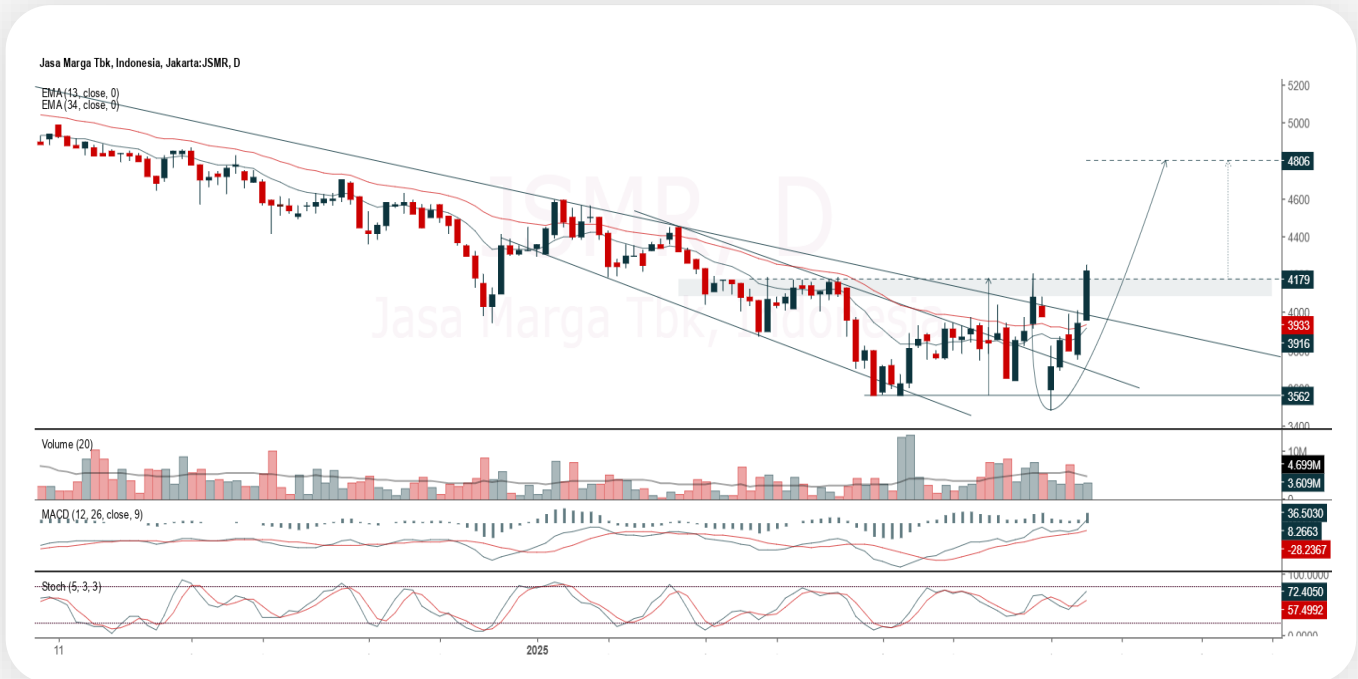 Jasa Marga Tbk, Indonesia, Jakarta:JSMR, D
EMA (13, close, 0)
EMA (34, close, 0)
JSMR, D
Jasa Marga Tbk, Indonesia
5200
5000
4806
4600
4400
4179
4000
3933
3916
3800
3600
3562
3400
Volume (20)
10M
4.699M
3.609M
0
MACD (12, 26, close, 9)
36.5030
8.2663
-28.2367
Stoch (5, 3, 3)
100.0000
72.4050
57.4992
0.0000
11
2025